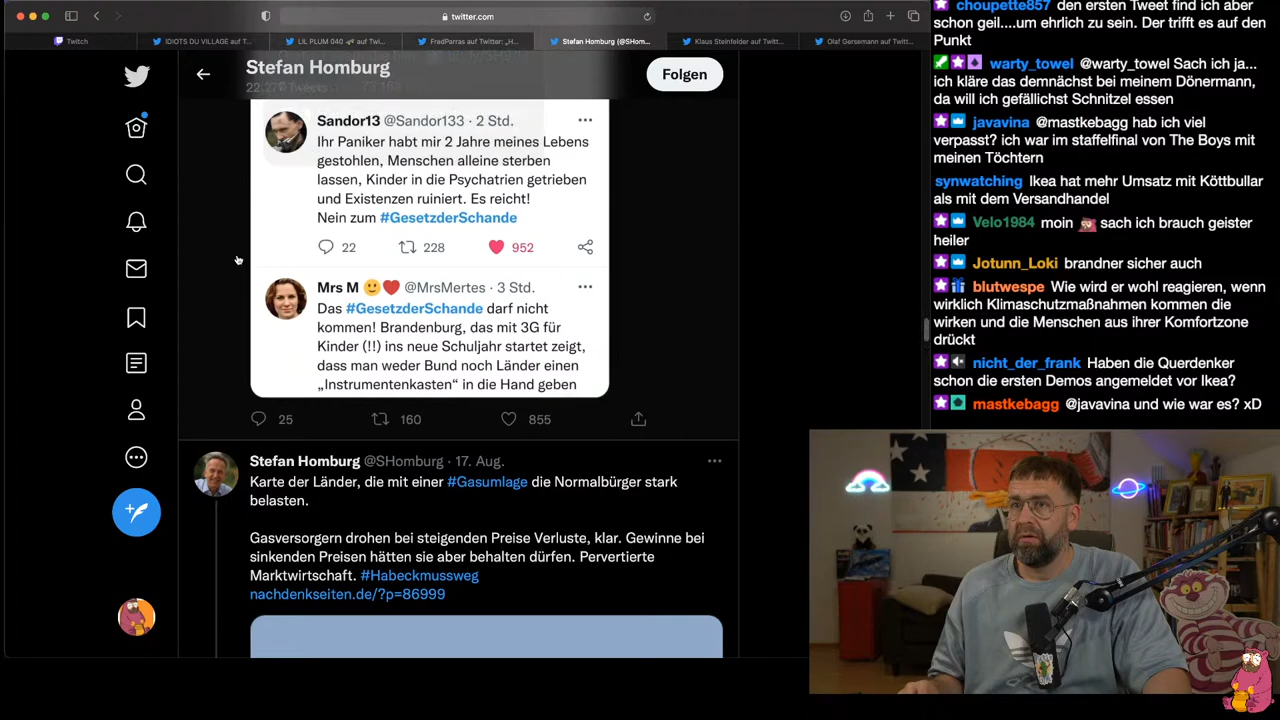 twitter.com
Twitch
IDIOTS DU VILLAGE auf T...
LIL PLUM 040 🌱 auf Twi...
FredParras auf Twitter: „H...
Stefan Homburg (@SHom...
Klaus Steinfelder auf Twitt...
Olaf Gersemann auf Twitt...
Stefan Homburg
Folgen
Sandor13 @Sandor133 · 2 Std.
Ihr Paniker habt mir 2 Jahre meines Lebens
gestohlen, Menschen alleine sterben
lassen, Kinder in die Psychatrien getrieben
und Existenzen ruiniert. Es reicht!
Nein zum #GesetzderSchande
22 228 952
Mrs M 🙂❤️ @MrsMertes · 3 Std.
Das #GesetzderSchande darf nicht
kommen! Brandenburg, das mit 3G für
Kinder (!!) ins neue Schuljahr startet zeigt,
dass man weder Bund noch Länder einen
„Instrumentenkasten“ in die Hand geben
25 160 855
Stefan Homburg @SHomburg · 17. Aug.
Karte der Länder, die mit einer #Gasumlage die Normalbürger stark
belasten.
Gasversorgern drohen bei steigenden Preise Verluste, klar. Gewinne bei
sinkenden Preisen hätten sie aber behalten dürfen. Pervertierte
Marktwirtschaft. #Habeckmussweg
nachdenkseiten.de/?p=86999
choupette857 den ersten Tweet find ich aber
schon geil....um ehrlich zu sein. Der trifft es auf den
Punkt
warty_towel @warty_towel Sach ich ja...
ich kläre das demnächst bei meinem Dönermann,
da will ich gefällichst Schnitzel essen
javavina @mastkebagg hab ich viel
verpasst? ich war im staffelfinal von The Boys mit
meinen Töchtern
synwatching Ikea hat mehr Umsatz mit Köttbullar
als mit dem Versandhandel
Velo1984 moin sach ich brauch geister
heiler
Jotunn_Loki brandner sicher auch
blutwespe Wie wird er wohl reagieren, wenn
wirklich Klimaschutzmaßnahmen kommen die
wirken und die Menschen aus ihrer Komfortzone
drückt
nicht_der_frank Haben die Querdenker
schon die ersten Demos angemeldet vor Ikea?
mastkebagg @javavina und wie war es? xD